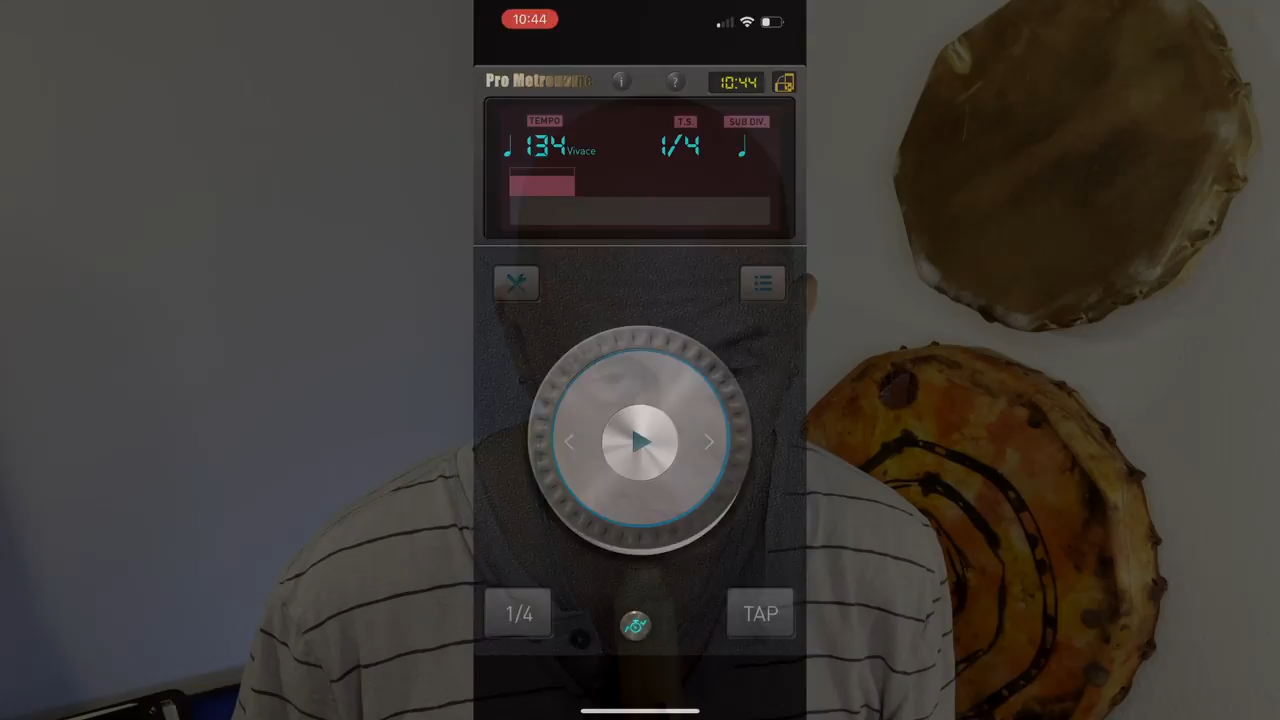 10:44
Pro Metronome
i
?
10:44
TEMPO
T.S.
SUB DIV.
134
Vivace
1/4
1/4
TAP